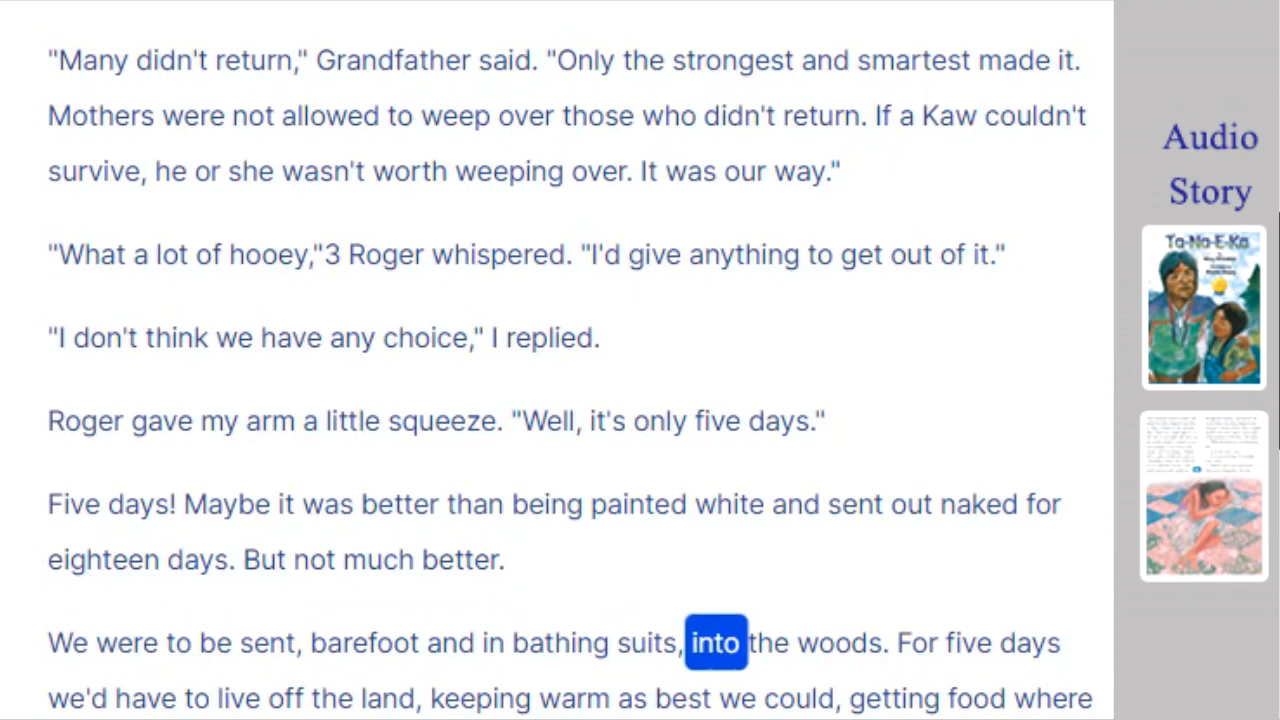 "Many didn't return," Grandfather said. "Only the strongest and smartest made it.
Mothers were not allowed to weep over those who didn't return. If a Kaw couldn't
survive, he or she wasn't worth weeping over. It was our way."
"What a lot of hooey,"3 Roger whispered. "I'd give anything to get out of it."
"I don't think we have any choice," I replied.
Roger gave my arm a little squeeze. "Well, it's only five days."
Five days! Maybe it was better than being painted white and sent out naked for
eighteen days. But not much better.
We were to be sent, barefoot and in bathing suits, into the woods. For five days
we'd have to live off the land, keeping warm as best we could, getting food where
Audio
Story
Ta-Na-E-Ka